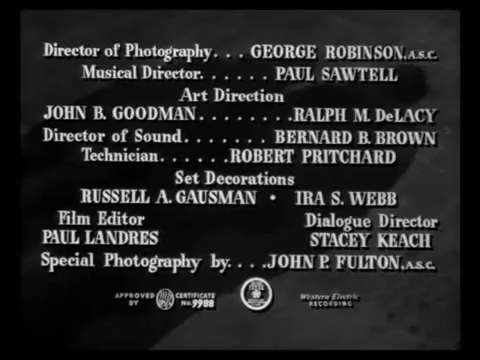 Director of Photography... GEORGE ROBINSON, A.S.C.
Musical Director...... PAUL SAWTELL
Art Direction
JOHN B. GOODMAN........RALPH M. DeLACY
Director of Sound....... BERNARD B. BROWN
Technician......ROBERT PRITCHARD
Set Decorations
RUSSELL A. GAUSMAN • IRA S. WEBB
Film Editor Dialogue Director
PAUL LANDRES STACEY KEACH
Special Photography by....JOHN P. FULTON, A.S.C.
APPROVED BY CERTIFICATE No. 9988
Western Electric
RECORDING